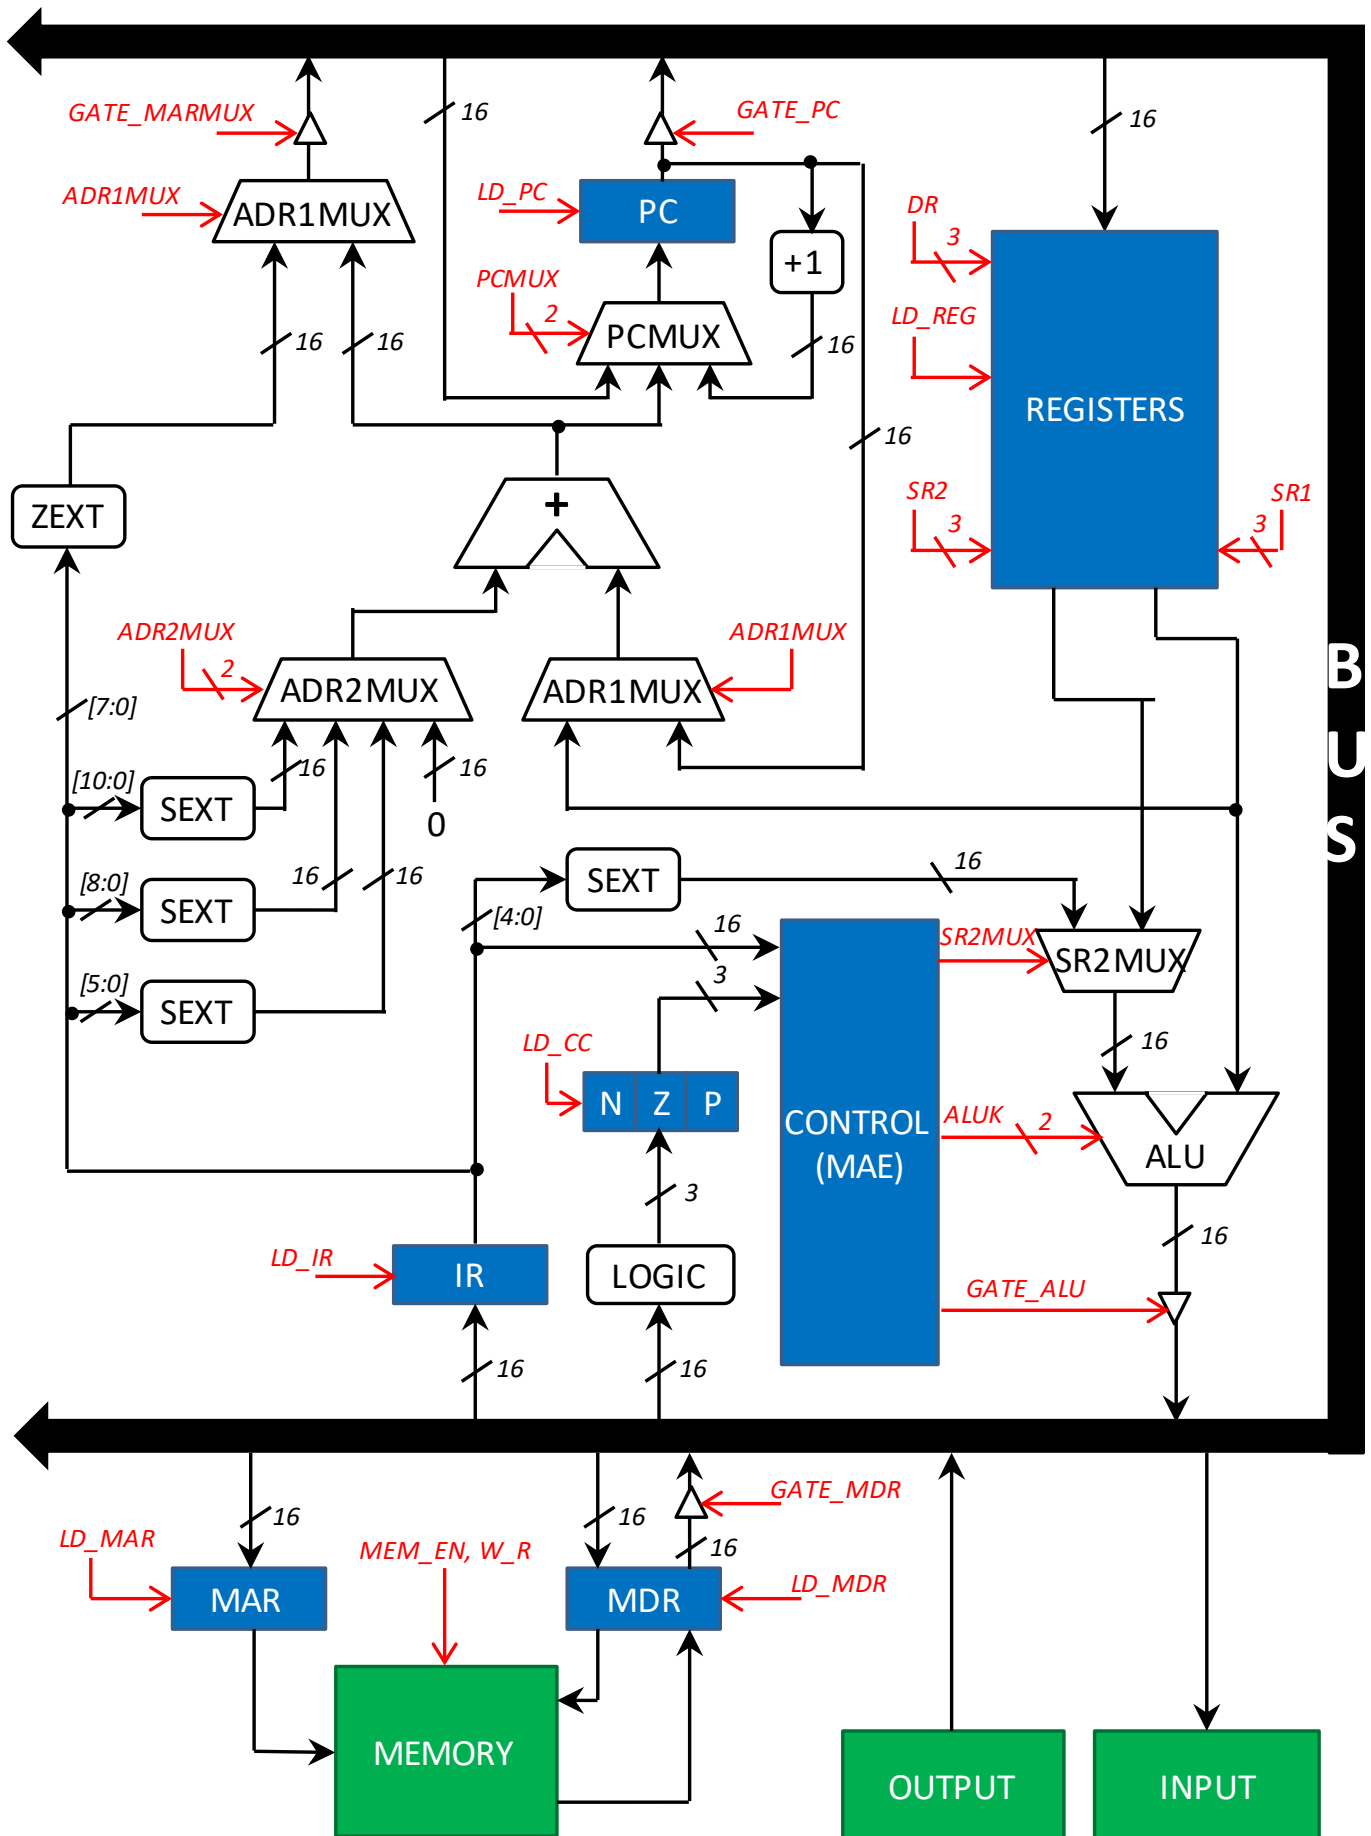 GATE_MARMUX
16
GATE_PC
16
ADR1MUX
ADR1MUX
LD_PC
PC
DR
3
+1
PCMUX
2
PCMUX
LD_REG
16
16
16
REGISTERS
16
ZEXT
+
SR2
3
SR1
3
ADR2MUX
2
ADR2MUX
ADR1MUX
ADR1MUX
B
U
S
[7:0]
[10:0]
SEXT
16
16
0
[8:0]
SEXT
16
16
SEXT
16
[4:0]
16
SR2MUX
SR2MUX
[5:0]
SEXT
3
LD_CC
N Z P
16
CONTROL
(MAE)
ALUK
2
ALU
3
16
LD_IR
IR
LOGIC
GATE_ALU
16
16
GATE_MDR
16
16
16
LD_MAR
MAR
MEM_EN, W_R
MDR
LD_MDR
MEMORY
OUTPUT
INPUT